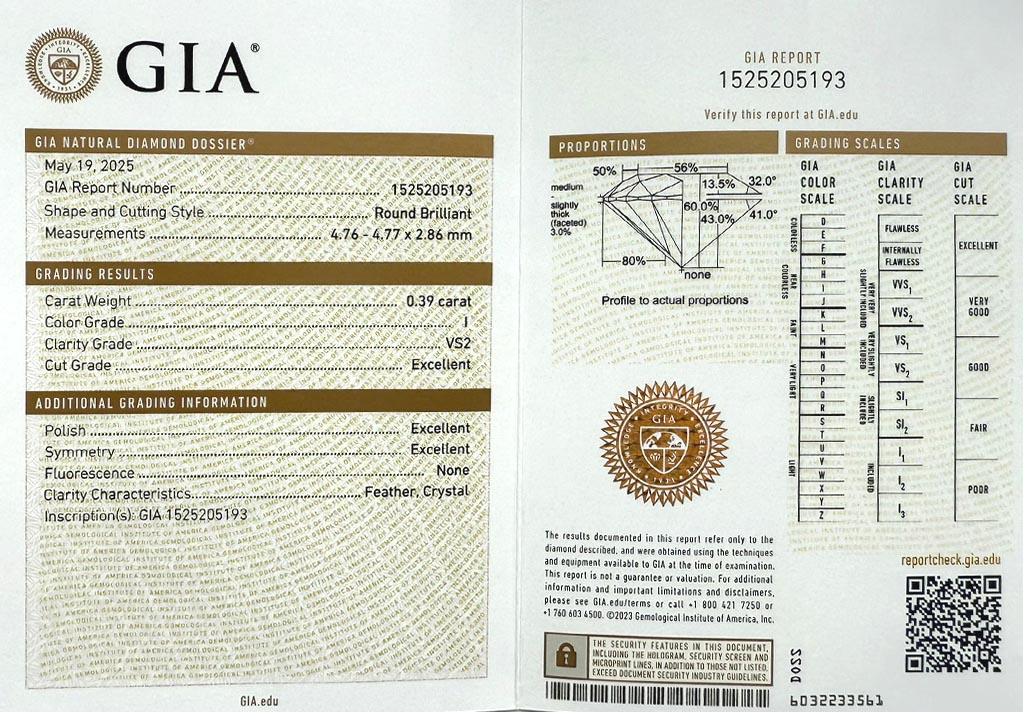 GIA®
GIA NATURAL DIAMOND DOSSIER®
May 19, 2025
GIA Report Number 1525205193
Shape and Cutting Style Round Brilliant
Measurements 4.76 - 4.77 x 2.86 mm
GRADING RESULTS
Carat Weight 0.39 carat
Color Grade I
Clarity Grade VS2
Cut Grade Excellent
ADDITIONAL GRADING INFORMATION
Polish Excellent
Symmetry Excellent
Fluorescence None
Clarity Characteristics Feather, Crystal
Inscription(s): GIA 1525205193
GIA.edu
GIA REPORT
1525205193
Verify this report at GIA.edu
PROPORTIONS
50%
56%
13.5%
32.0°
medium
-
slightly
thick
(faceted)
3.0%
60.0%
43.0%
41.0°
80%
none
Profile to actual proportions
INTEGRITY
GIA
EXCELLENCE
1931
KNOWLEDGE
The results documented in this report refer only to the
diamond described, and were obtained using the techniques
and equipment available to GIA at the time of examination.
This report is not a guarantee or valuation. For additional
information and important limitations and disclaimers,
please see GIA.edu/terms or call +1 800 421 7250 or
+1 760 603 4500. ©2023 Gemological Institute of America, Inc.
THE SECURITY FEATURES IN THIS DOCUMENT,
INCLUDING THE HOLOGRAM, SECURITY SCREEN AND
MICROPRINT LINES, IN ADDITION TO THOSE NOT LISTED,
EXCEED DOCUMENT SECURITY INDUSTRY GUIDELINES.
GRADING SCALES
GIA
COLOR
SCALE
COLORLESS
D
E
F
NEAR
COLORLESS
G
H
I
J
FAINT
K
L
M
VERY LIGHT
N
O
P
Q
R
LIGHT
S
T
U
V
W
X
Y
Z
GIA
CLARITY
SCALE
FLAWLESS
INTERNALLY
FLAWLESS
VERY VERY
SLIGHTLY INCLUDED
VVS1
VVS2
VERY SLIGHTLY
INCLUDED
VS1
VS2
SLIGHTLY
INCLUDED
SI1
SI2
INCLUDED
I1
I2
I3
GIA
CUT
SCALE
EXCELLENT
VERY
GOOD
GOOD
FAIR
POOR
reportcheck.gia.edu
DOSS
6032233561